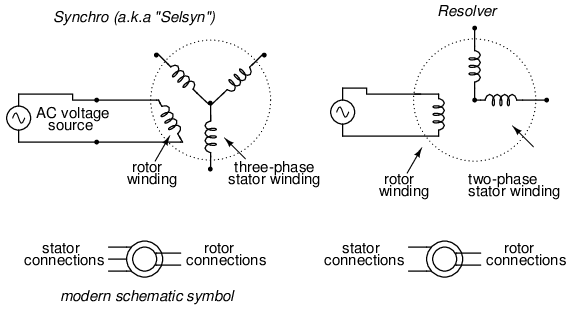 Synchro (a.k.a "Selsyn")
Resolver
AC voltage
source
rotor
winding
three-phase
stator winding
rotor
winding
two-phase
stator winding
stator
connections
rotor
connections
stator
connections
rotor
connections
modern schematic symbol